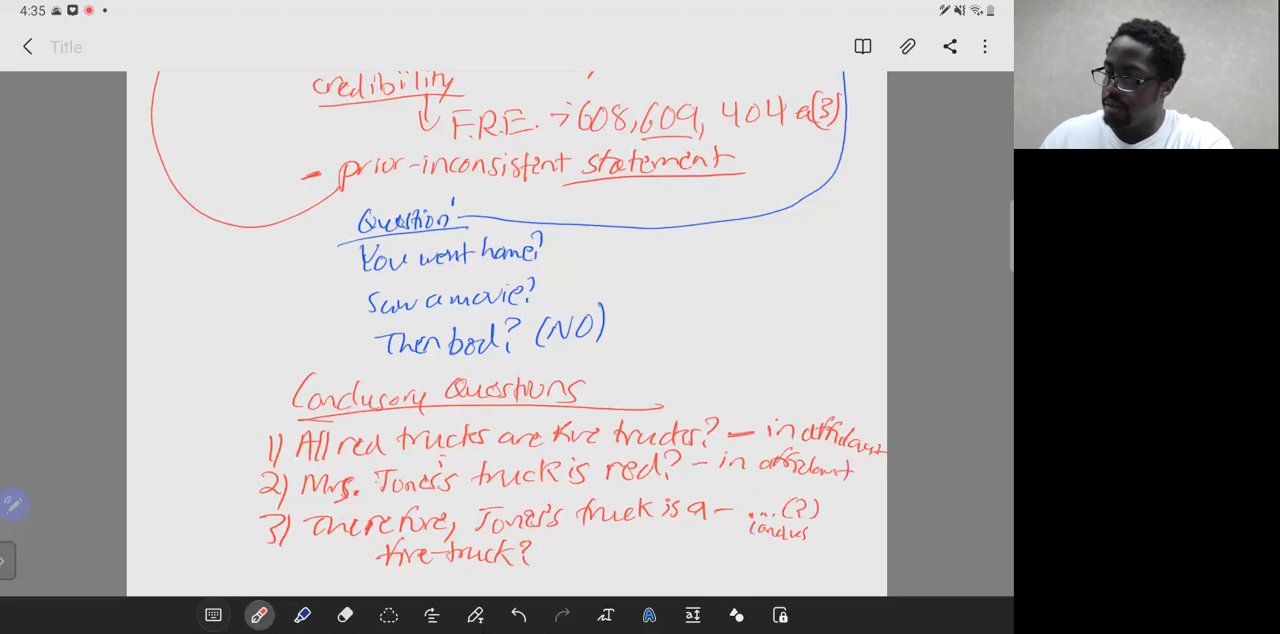 4:35
Title
credibility
F.R.E. → 608, 609, 404 a(3)
- prior-inconsistent statement
Question:
You went home?
Saw a movie?
Then bed? (NO)
Conclusory Questions
1) All red trucks are fire trucks? - in affidavit
2) Mrs. Jones's truck is red? - in affidavit
3) Therefore, Jones's truck is a - ... (?)
fire-truck?